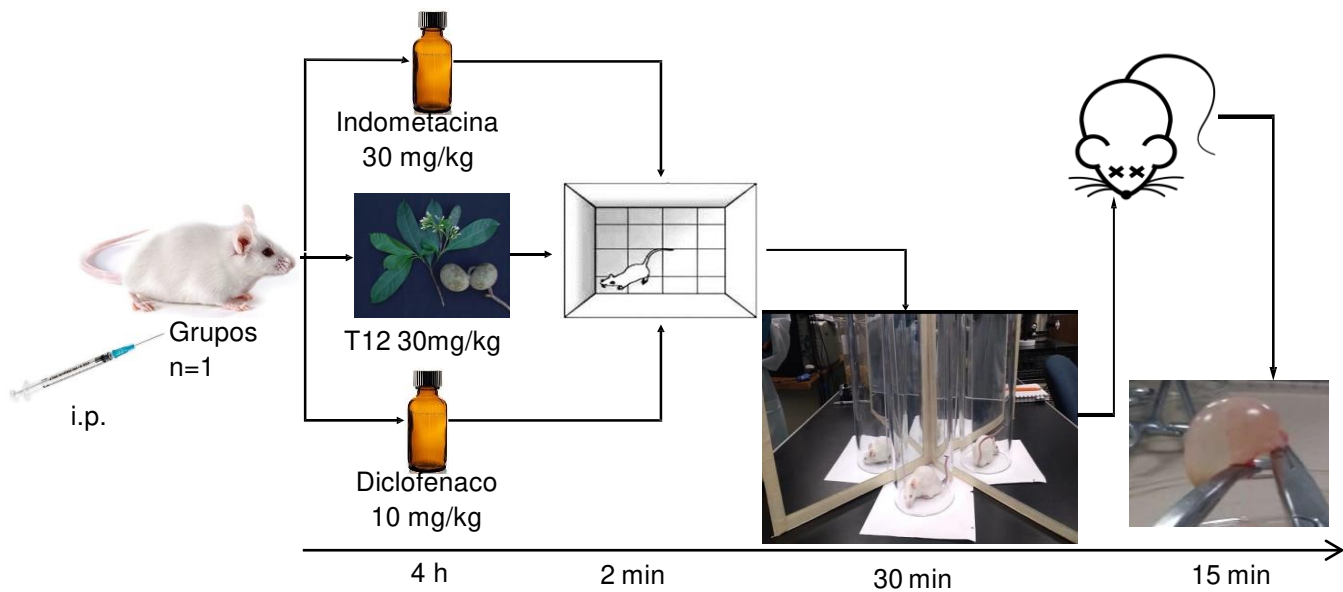 Indometacina
30 mg/kg
T12 30mg/kg
Grupos
n=1
i.p.
Diclofenaco
10 mg/kg
4 h
2 min
30 min
15 min